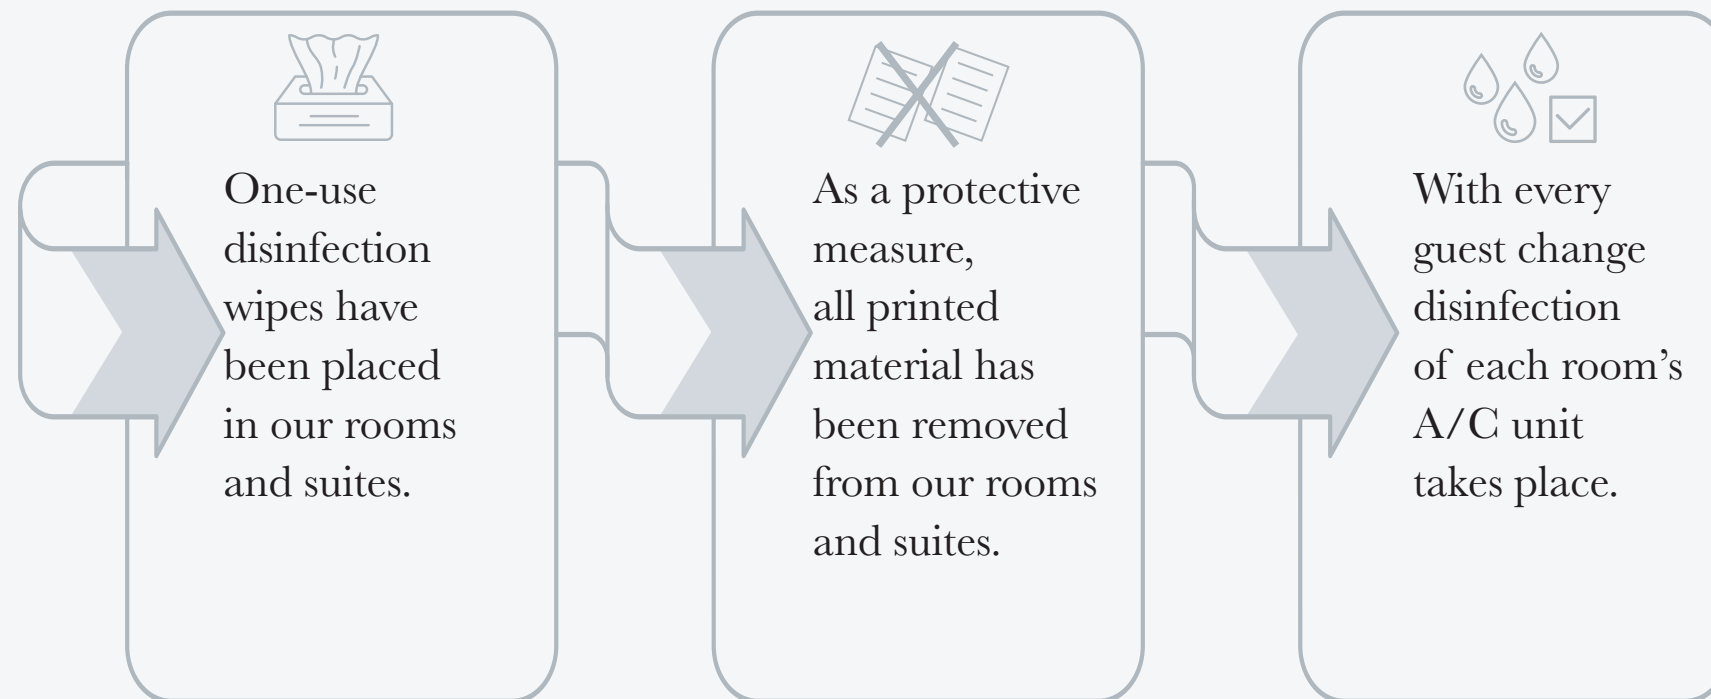 One-use
disinfection
wipes have
been placed
in our rooms
and suites.
As a protective
measure,
all printed
material has
been removed
from our rooms
and suites.
With every
guest change
disinfection
of each room’s
A/C unit
takes place.